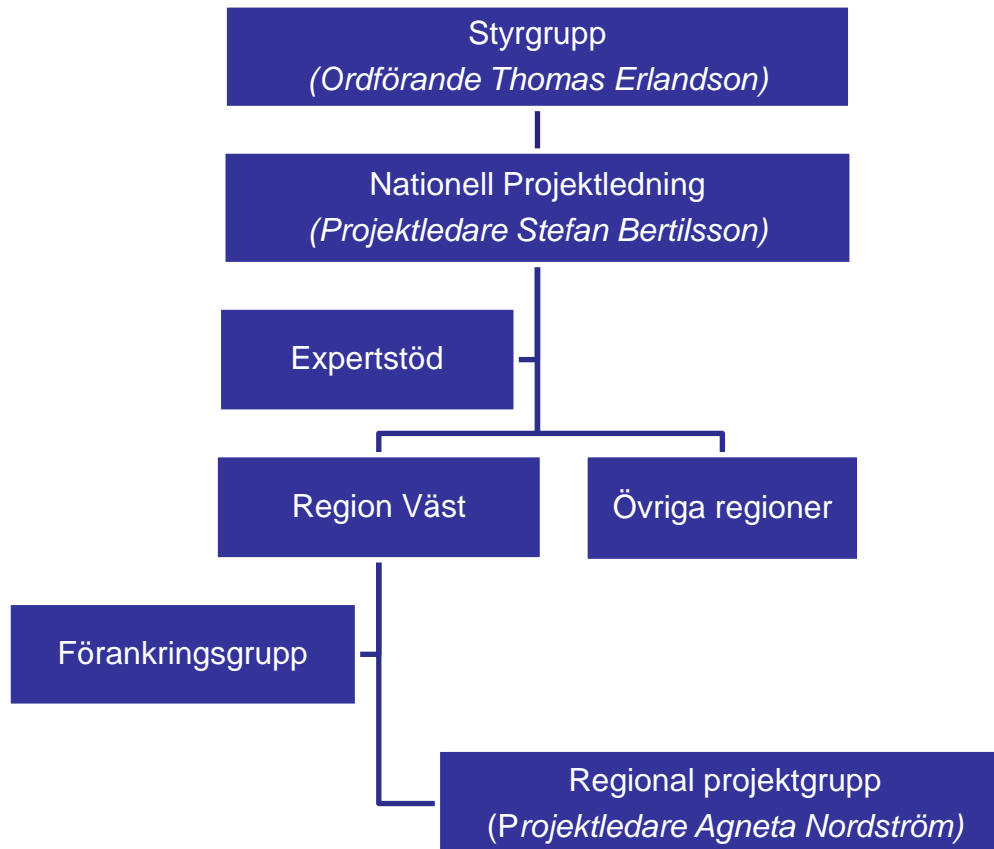 Styrgrupp
(Ordförande Thomas Erlandson)
Nationell Projektledning
(Projektledare Stefan Bertilsson)
Expertstöd
Region Väst
Övriga regioner
Förankringsgrupp
Regional projektgrupp
(Projektledare Agneta Nordström)